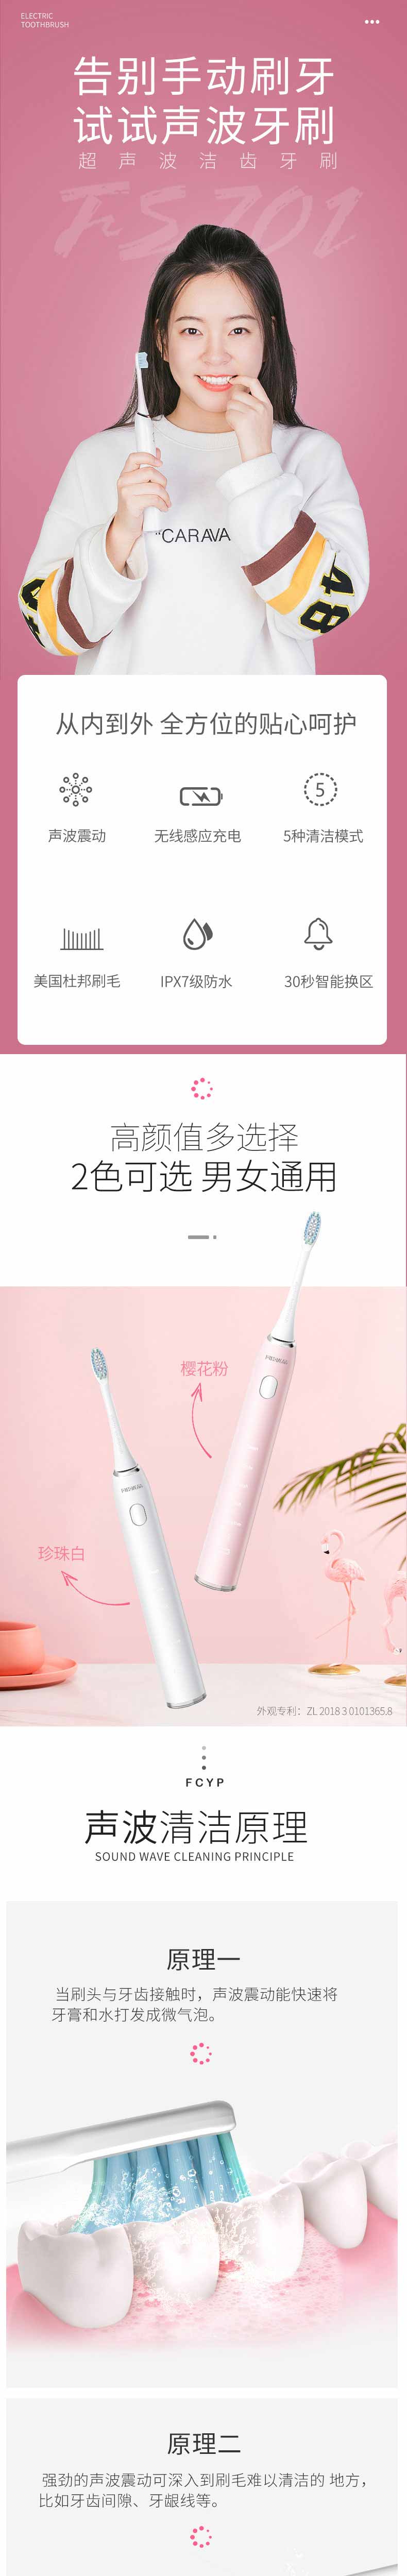 ELECTRIC
TOOTHBRUSH
告别手动刷牙
试试声波牙刷
超声波洁齿牙刷
FS701
"CARAVA
48
从内到外 全方位的贴心呵护
5
声波震动
无线感应充电
5种清洁模式
美国杜邦刷毛
IPX7级防水
30秒智能换区
高颜值多选择
2色可选 男女通用
樱花粉
珍珠白
外观专利：ZL 2018 3 0101365.8
FCYP
声波清洁原理
SOUND WAVE CLEANING PRINCIPLE
原理一
当刷头与牙齿接触时，声波震动能快速将
牙膏和水打发成微气泡。
原理二
强劲的声波震动可深入到刷毛难以清洁的 地方，
比如牙齿间隙、牙龈线等。